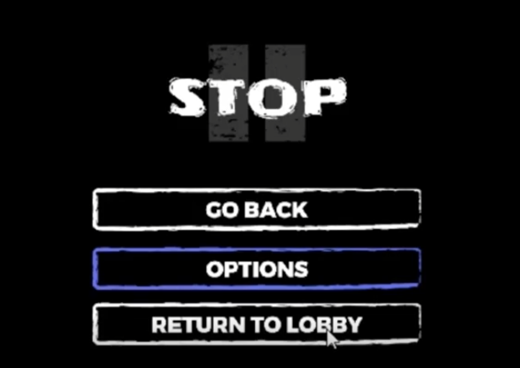 STOP
GO BACK
OPTIONS
RETURN TO LOBBY